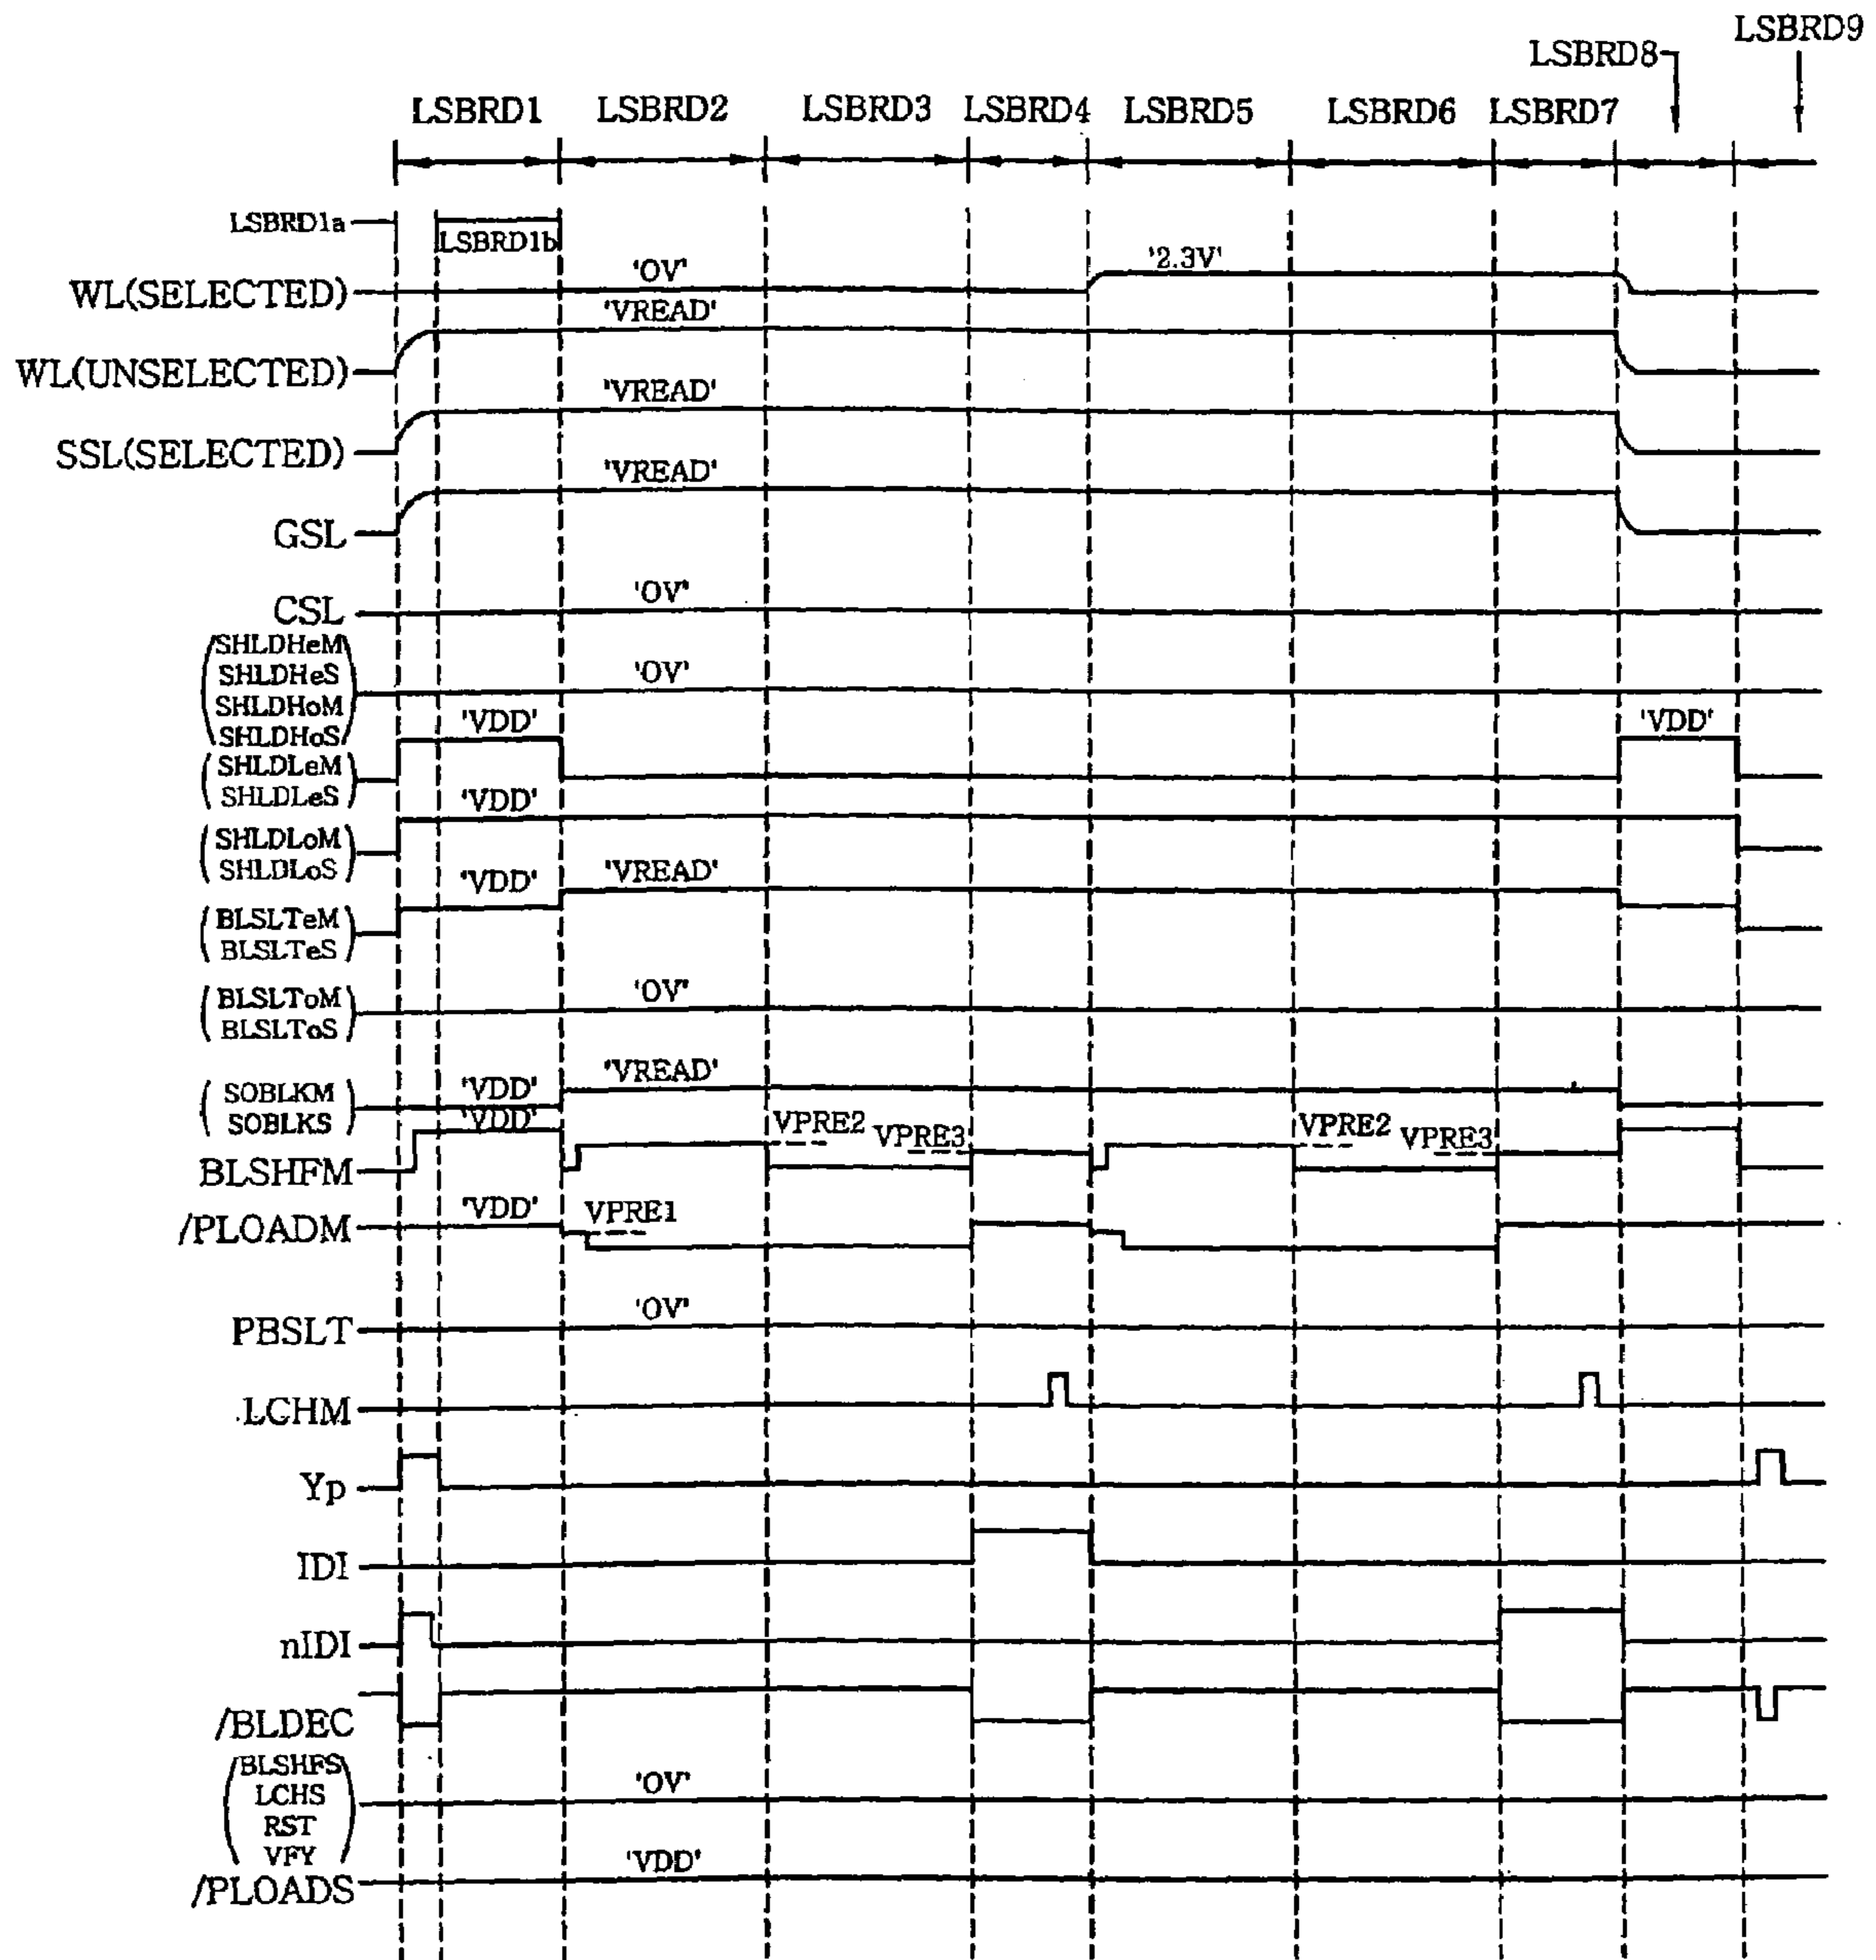 LSBRD9
LSBRD8
LSBRD1 LSBRD2 LSBRD3 LSBRD4 LSBRD5 LSBRD6 LSBRD7
LSBRD1a
LSBRD1b
WL(SELECTED) '0V' '2.3V'
WL(UNSELECTED) 'VREAD'
SSL(SELECTED) 'VREAD'
GSL 'VREAD'
CSL '0V'
SHLDHeM
SHLDHeS '0V'
SHLDHoM
SHLDHoS
'VDD' 'VDD'
SHLDLeM
SHLDLeS
'VDD'
SHLDLoM
SHLDLoS
'VDD' 'VREAD'
BLSLTeM
BLSLTeS
BLSLToM '0V'
BLSLToS
SOBLKM 'VDD' 'VREAD'
SOBLKS
'VDD' VPRE2 VPRE3 VPRE2 VPRE3
BLSHFM
/PLOADM 'VDD' VPRE1
PBSLT '0V'
LCHM
Yp
IDI
nIDI
/BLDEC
BLSHFS
LCHS '0V'
RST
VFY
/PLOADS 'VDD'